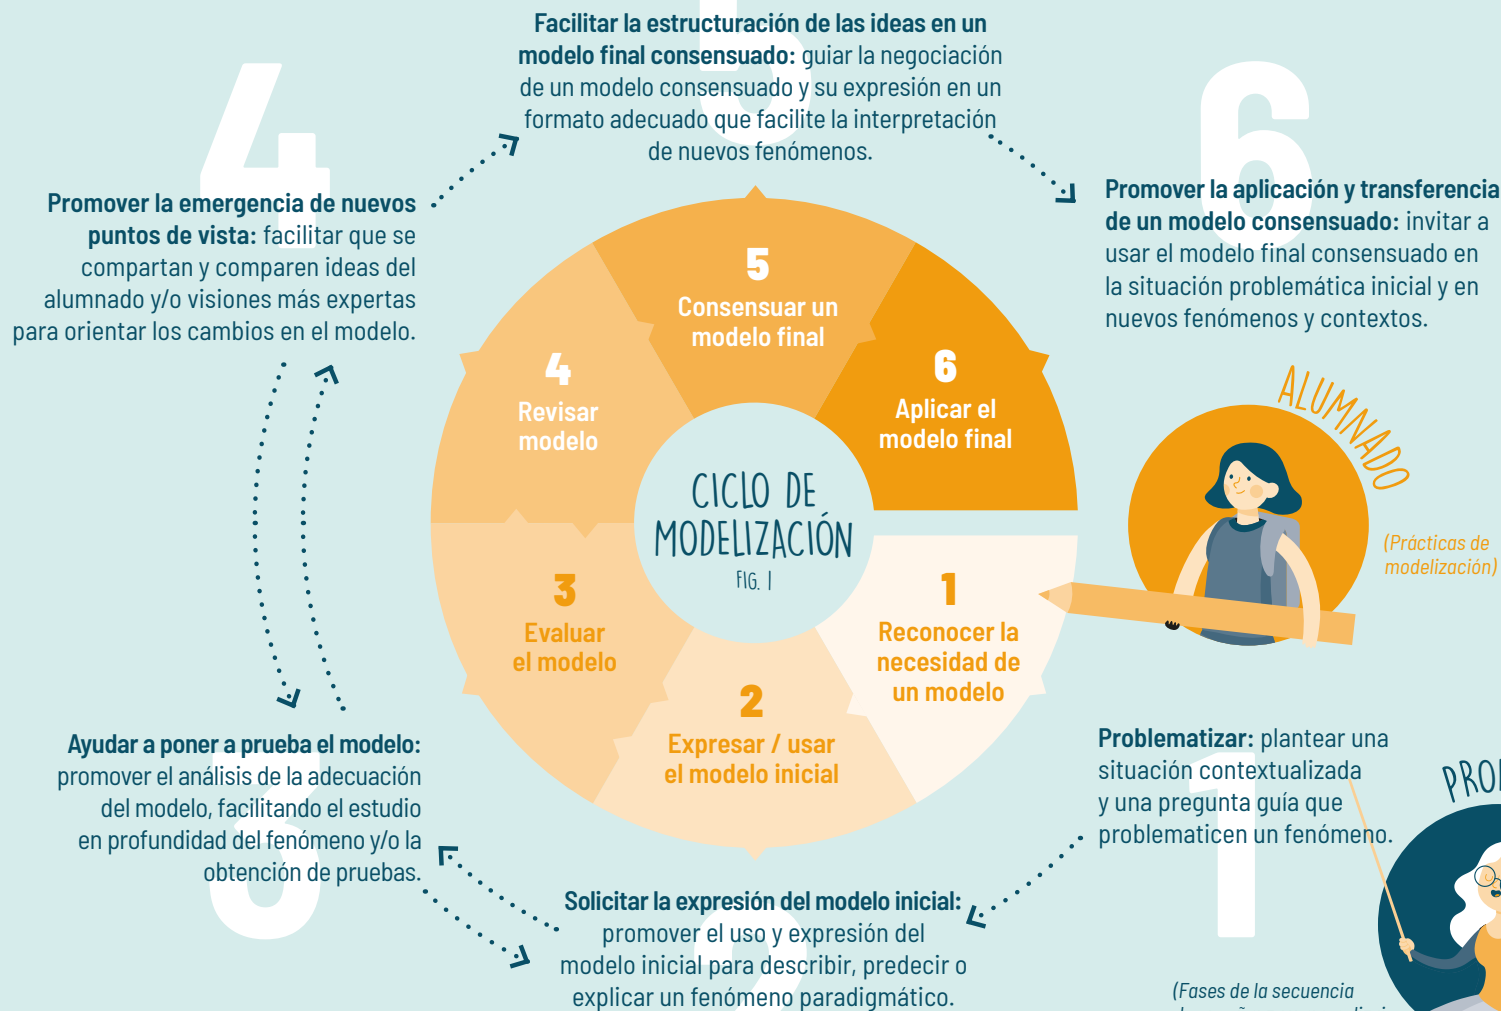 5
Facilitar la estructuración de las ideas en un
modelo final consensuado: guiar la negociación
de un modelo consensuado y su expresión en un
formato adecuado que facilite la interpretación
de nuevos fenómenos.
4
Promover la emergencia de nuevos
puntos de vista: facilitar que se
compartan y comparen ideas del
alumnado y/o visiones más expertas
para orientar los cambios en el modelo.
6
Promover la aplicación y transferencia
de un modelo consensuado: invitar a
usar el modelo final consensuado en
la situación problemática inicial y en
nuevos fenómenos y contextos.
5
Consensuar un
modelo final
4
Revisar
modelo
6
Aplicar el
modelo final
CICLO DE
MODELIZACIÓN
FIG. 1
3
Evaluar
el modelo
2
Expresar / usar
el modelo inicial
1
Reconocer la
necesidad de
un modelo
ALUMNADO
(Prácticas de
modelización)
3
Ayudar a poner a prueba el modelo:
promover el análisis de la adecuación
del modelo, facilitando el estudio
en profundidad del fenómeno y/o la
obtención de pruebas.
2
Solicitar la expresión del modelo inicial:
promover el uso y expresión del
modelo inicial para describir, predecir o
explicar un fenómeno paradigmático.
1
Problematizar: plantear una
situación contextualizada
y una pregunta guía que
problematicen un fenómeno.
(Fases de la secuencia